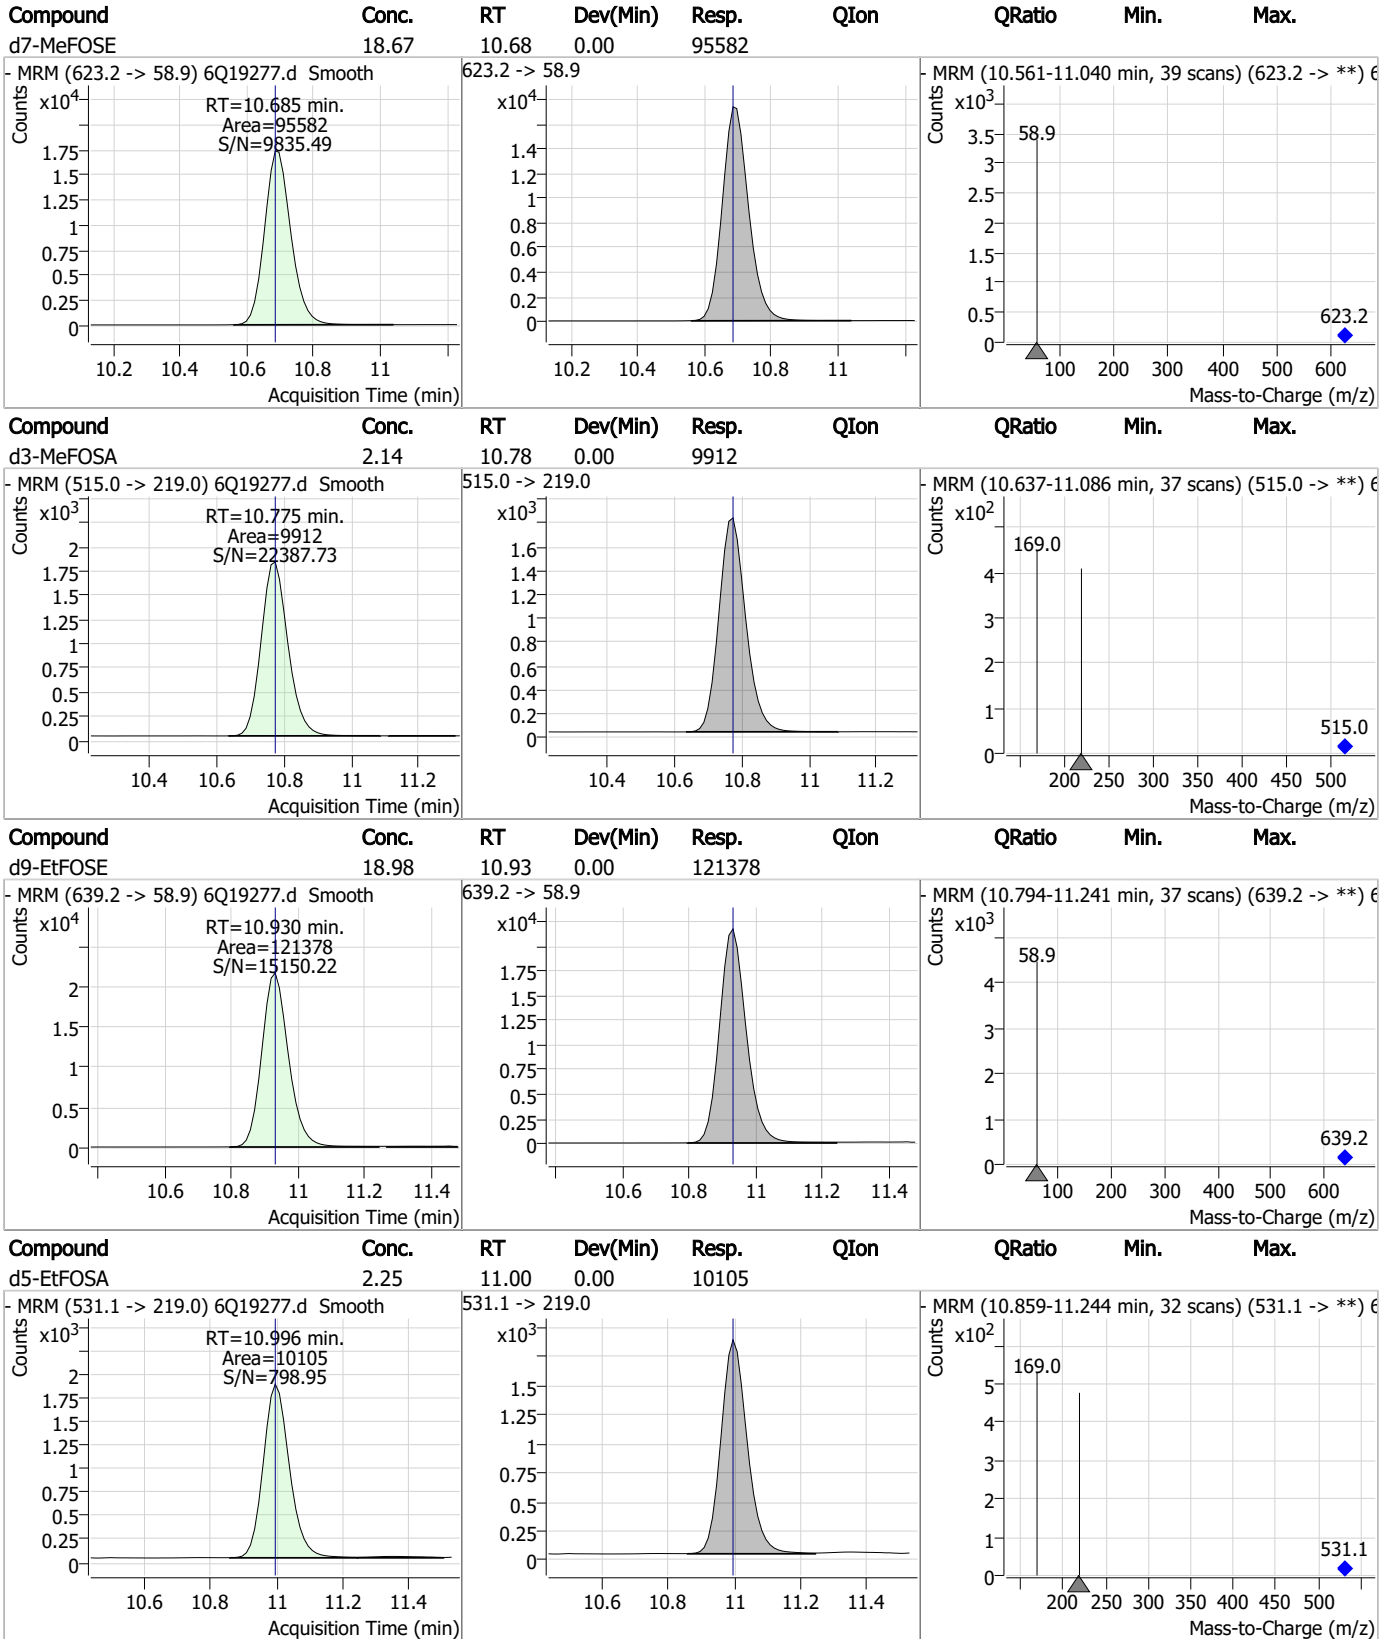 Compound Conc. RT Dev(Min) Resp. QIon QRatio Min. Max.
d7-MeFOSE 18.67 10.68 0.00 95582
- MRM (623.2 -> 58.9) 6Q19277.d Smooth
Counts
x10⁴
RT=10.685 min.
Area=95582
S/N=9835.49
1.75
1.5
1.25
1
0.75
0.5
0.25
0
10.2 10.4 10.6 10.8 11
Acquisition Time (min)
623.2 -> 58.9
x10⁴
1.4
1.2
1
0.8
0.6
0.4
0.2
0
10.2 10.4 10.6 10.8 11
- MRM (10.561-11.040 min, 39 scans) (623.2 -> **) 6
Counts
x10³
58.9
3.5
3
2.5
2
1.5
1
0.5
0
623.2
100 200 300 400 500 600
Mass-to-Charge (m/z)
Compound Conc. RT Dev(Min) Resp. QIon QRatio Min. Max.
d3-MeFOSA 2.14 10.78 0.00 9912
- MRM (515.0 -> 219.0) 6Q19277.d Smooth
Counts
x10³
RT=10.775 min.
Area=9912
S/N=22387.73
2
1.75
1.5
1.25
1
0.75
0.5
0.25
0
10.4 10.6 10.8 11 11.2
Acquisition Time (min)
515.0 -> 219.0
x10³
1.6
1.4
1.2
1
0.8
0.6
0.4
0.2
0
10.4 10.6 10.8 11 11.2
- MRM (10.637-11.086 min, 37 scans) (515.0 -> **) 6
Counts
x10²
169.0
4
3
2
1
0
515.0
200 250 300 350 400 450 500
Mass-to-Charge (m/z)
Compound Conc. RT Dev(Min) Resp. QIon QRatio Min. Max.
d9-EtFOSE 18.98 10.93 0.00 121378
- MRM (639.2 -> 58.9) 6Q19277.d Smooth
Counts
x10⁴
RT=10.930 min.
Area=121378
S/N=15150.22
2
1.5
1
0.5
0
10.6 10.8 11 11.2 11.4
Acquisition Time (min)
639.2 -> 58.9
x10⁴
1.75
1.5
1.25
1
0.75
0.5
0.25
0
10.6 10.8 11 11.2 11.4
- MRM (10.794-11.241 min, 37 scans) (639.2 -> **) 6
Counts
x10³
58.9
4
3
2
1
0
639.2
100 200 300 400 500 600
Mass-to-Charge (m/z)
Compound Conc. RT Dev(Min) Resp. QIon QRatio Min. Max.
d5-EtFOSA 2.25 11.00 0.00 10105
- MRM (531.1 -> 219.0) 6Q19277.d Smooth
Counts
x10³
RT=10.996 min.
Area=10105
S/N=798.95
2
1.75
1.5
1.25
1
0.75
0.5
0.25
0
10.6 10.8 11 11.2 11.4
Acquisition Time (min)
531.1 -> 219.0
x10³
1.5
1.25
1
0.75
0.5
0.25
0
10.6 10.8 11 11.2 11.4
- MRM (10.859-11.244 min, 32 scans) (531.1 -> **) 6
Counts
x10²
169.0
5
4
3
2
1
0
531.1
200 250 300 350 400 450 500
Mass-to-Charge (m/z)